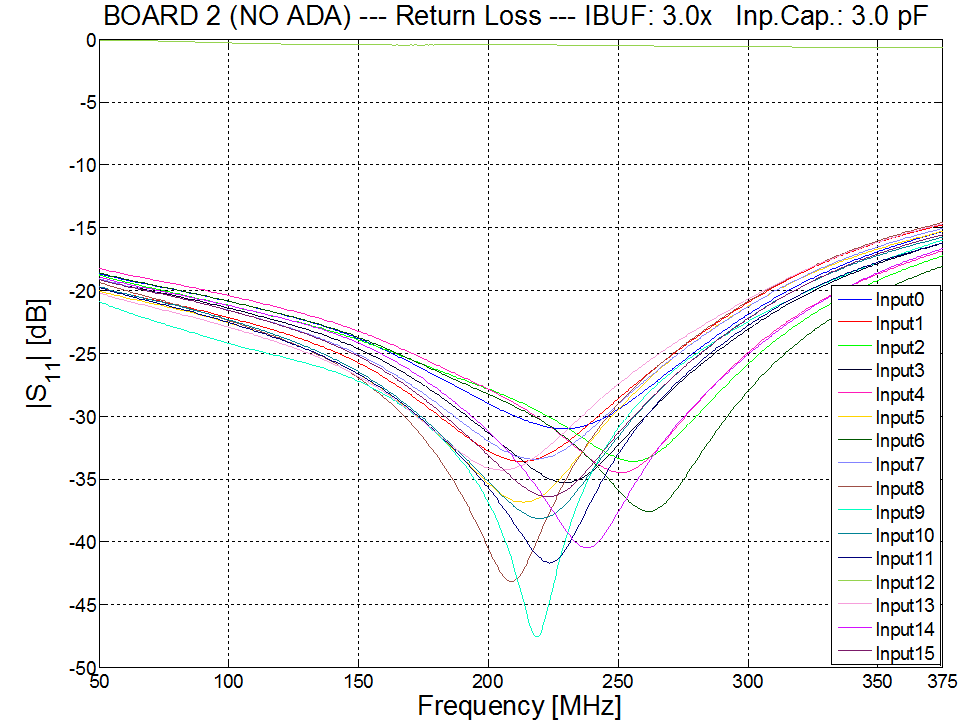 BOARD 2 (NO ADA) --- Return Loss --- IBUF: 3.0x Inp.Cap.: 3.0 pF
|S11| [dB]
0
-5
-10
-15
-20
-25
-30
-35
-40
-45
-50
Input0
Input1
Input2
Input3
Input4
Input5
Input6
Input7
Input8
Input9
Input10
Input11
Input12
Input13
Input14
Input15
50 100 150 200 250 300 350 375
Frequency [MHz]